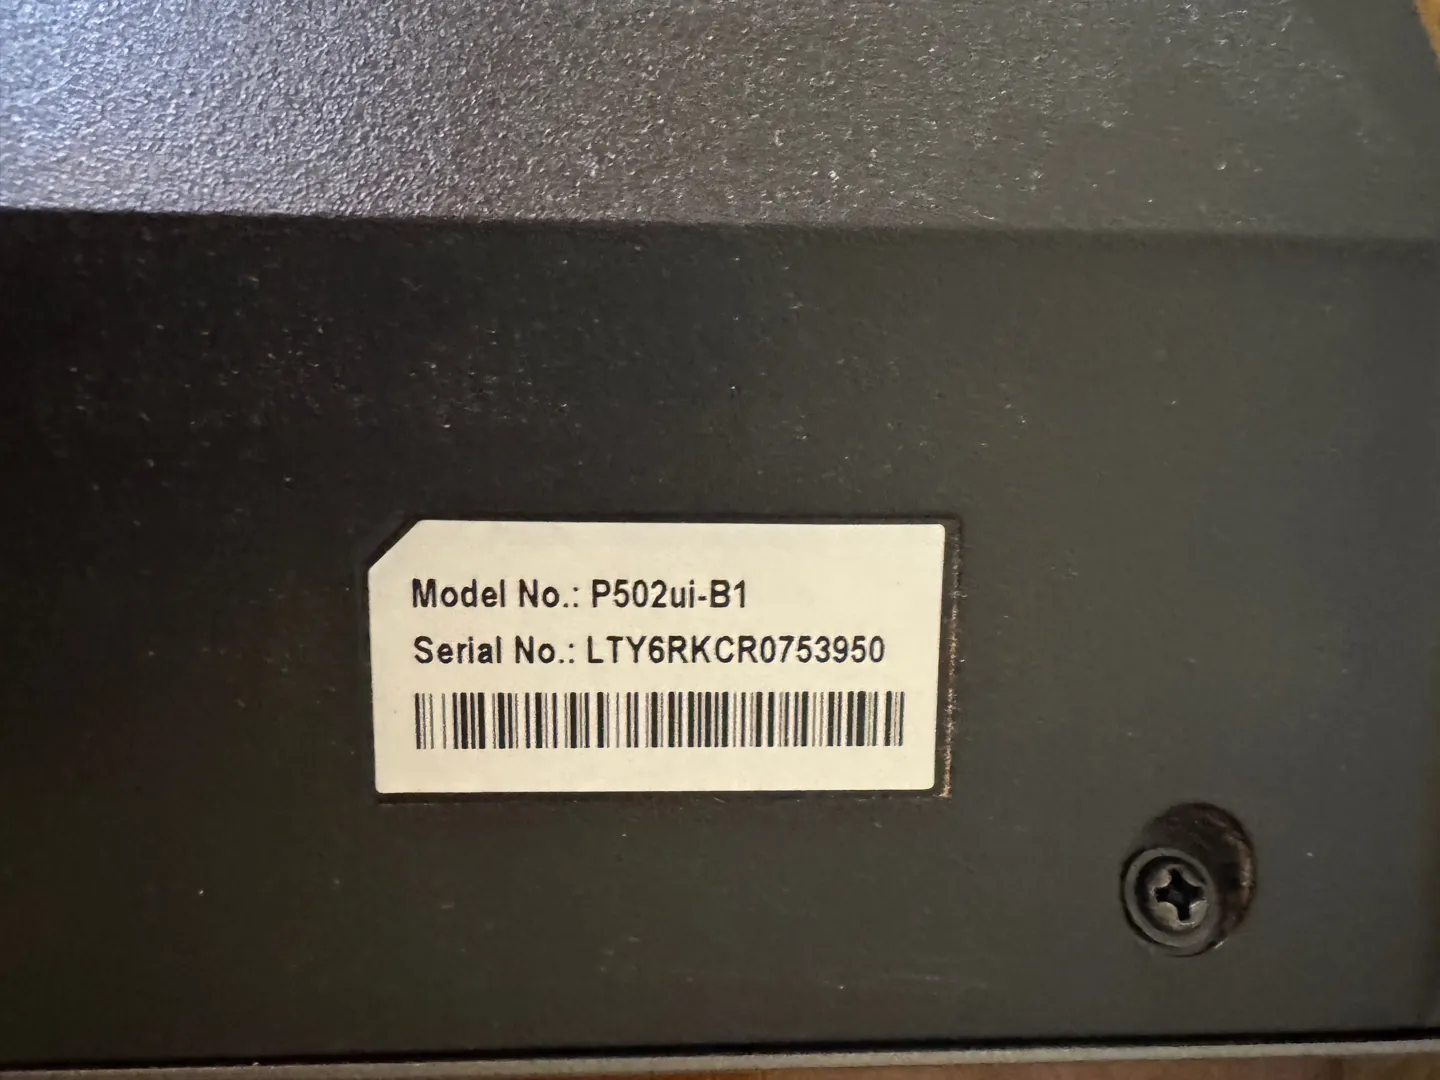 Model No.: P502ui-B1
Serial No.: LTY6RKCR0753950